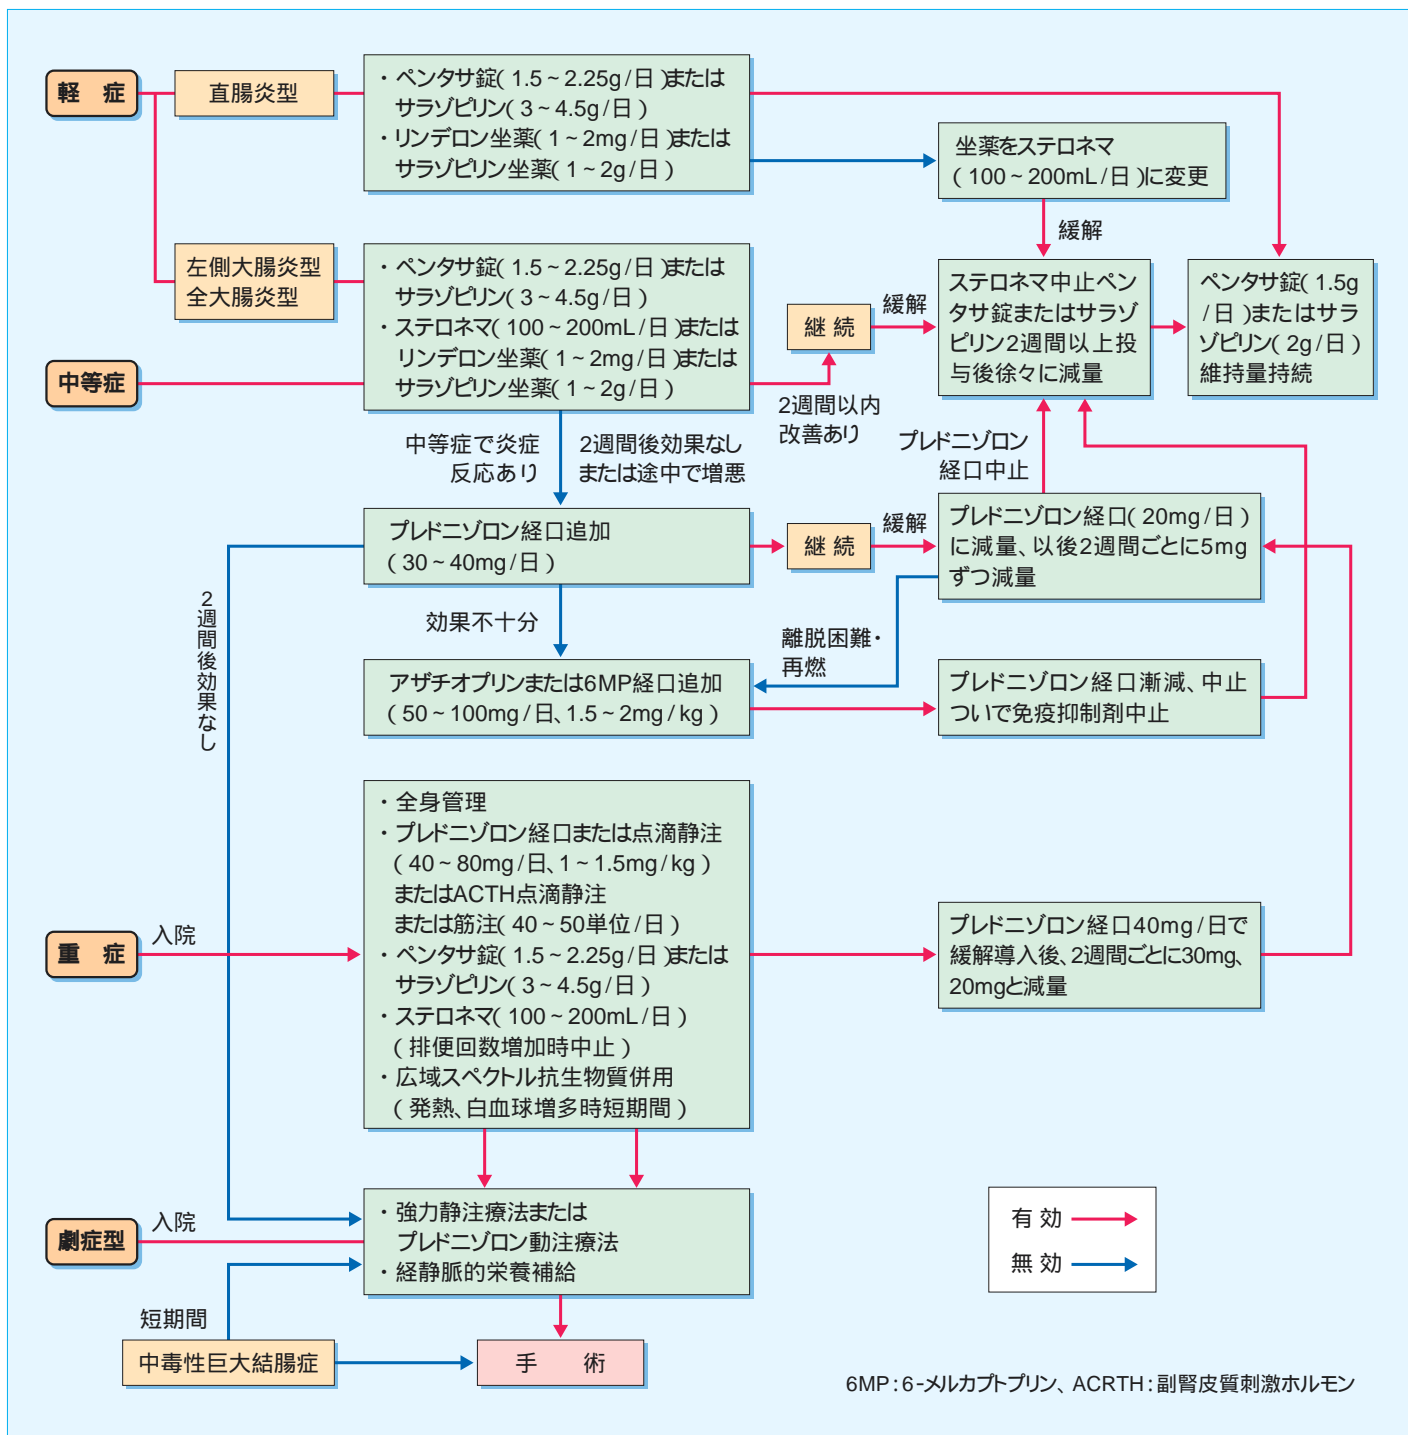 軽 症
直腸炎型
・ペンタサ錠(1.5~2.25g/日)または
サラゾピリン(3~4.5g/日)
・リンデロン坐薬(1~2mg/日)または
サラゾピリン坐薬(1~2g/日)
坐薬をステロネマ
(100~200mL/日)に変更
緩解
左側大腸炎型
全大腸炎型
・ペンタサ錠(1.5~2.25g/日)または
サラゾピリン(3~4.5g/日)
・ステロネマ(100~200mL/日)または
リンデロン坐薬(1~2mg/日)または
サラゾピリン坐薬(1~2g/日)
継 続
緩解
ステロネマ中止ペン
タサ錠またはサラゾ
ピリン2週間以上投
与後徐々に減量
ペンタサ錠(1.5g
/日)またはサラ
ゾピリン(2g/日)
維持量持続
中等症
2週間以内
改善あり
中等症で炎症
反応あり
2週間後効果なし
または途中で増悪
プレドニゾロン
経口中止
プレドニゾロン経口追加
(30~40mg/日)
継 続
緩解
プレドニゾロン経口(20mg/日)
に減量、以後2週間ごとに5mg
ずつ減量
2週間後効果なし
効果不十分
離脱困難・
再燃
アザチオプリンまたは6MP経口追加
(50~100mg/日、1.5~2mg/kg)
プレドニゾロン経口漸減、中止
ついで免疫抑制剤中止
重 症
入院
・全身管理
・プレドニゾロン経口または点滴静注
(40~80mg/日、1~1.5mg/kg)
またはACTH点滴静注
または筋注(40~50単位/日)
・ペンタサ錠(1.5~2.25g/日)または
サラゾピリン(3~4.5g/日)
・ステロネマ(100~200mL/日)
(排便回数増加時中止)
・広域スペクトル抗生物質併用
(発熱、白血球増多時短期間)
プレドニゾロン経口40mg/日で
緩解導入後、2週間ごとに30mg、
20mgと減量
劇症型
入院
・強力静注療法または
プレドニゾロン動注療法
・経静脈的栄養補給
有 効
無 効
短期間
中毒性巨大結腸症
手 術
6MP:6-メルカプトプリン、ACRTH:副腎皮質刺激ホルモン